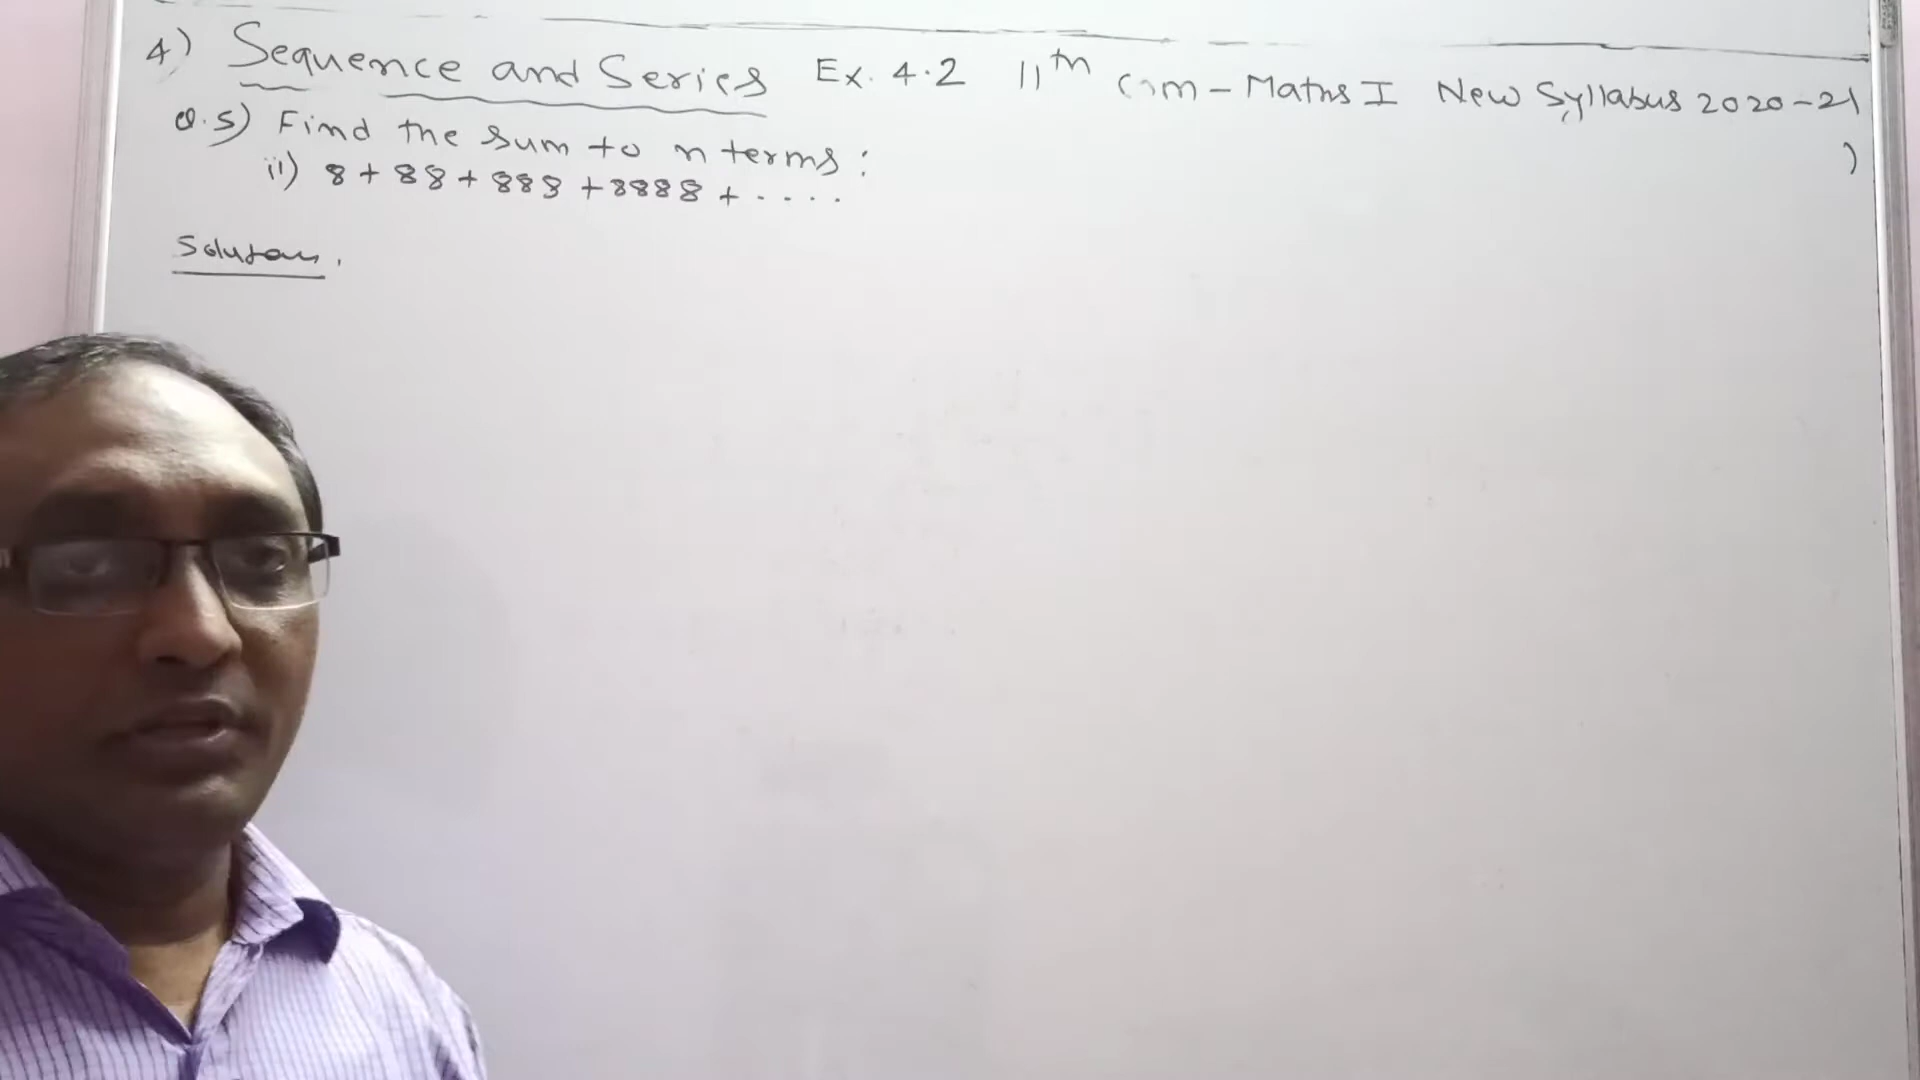 4) Sequence and Series Ex. 4.2 11th Com - Maths I New Syllabus 2020-21)
Q.5) Find the sum to n terms :
ii) 8 + 88 + 888 + 8888 + ....
Solution.